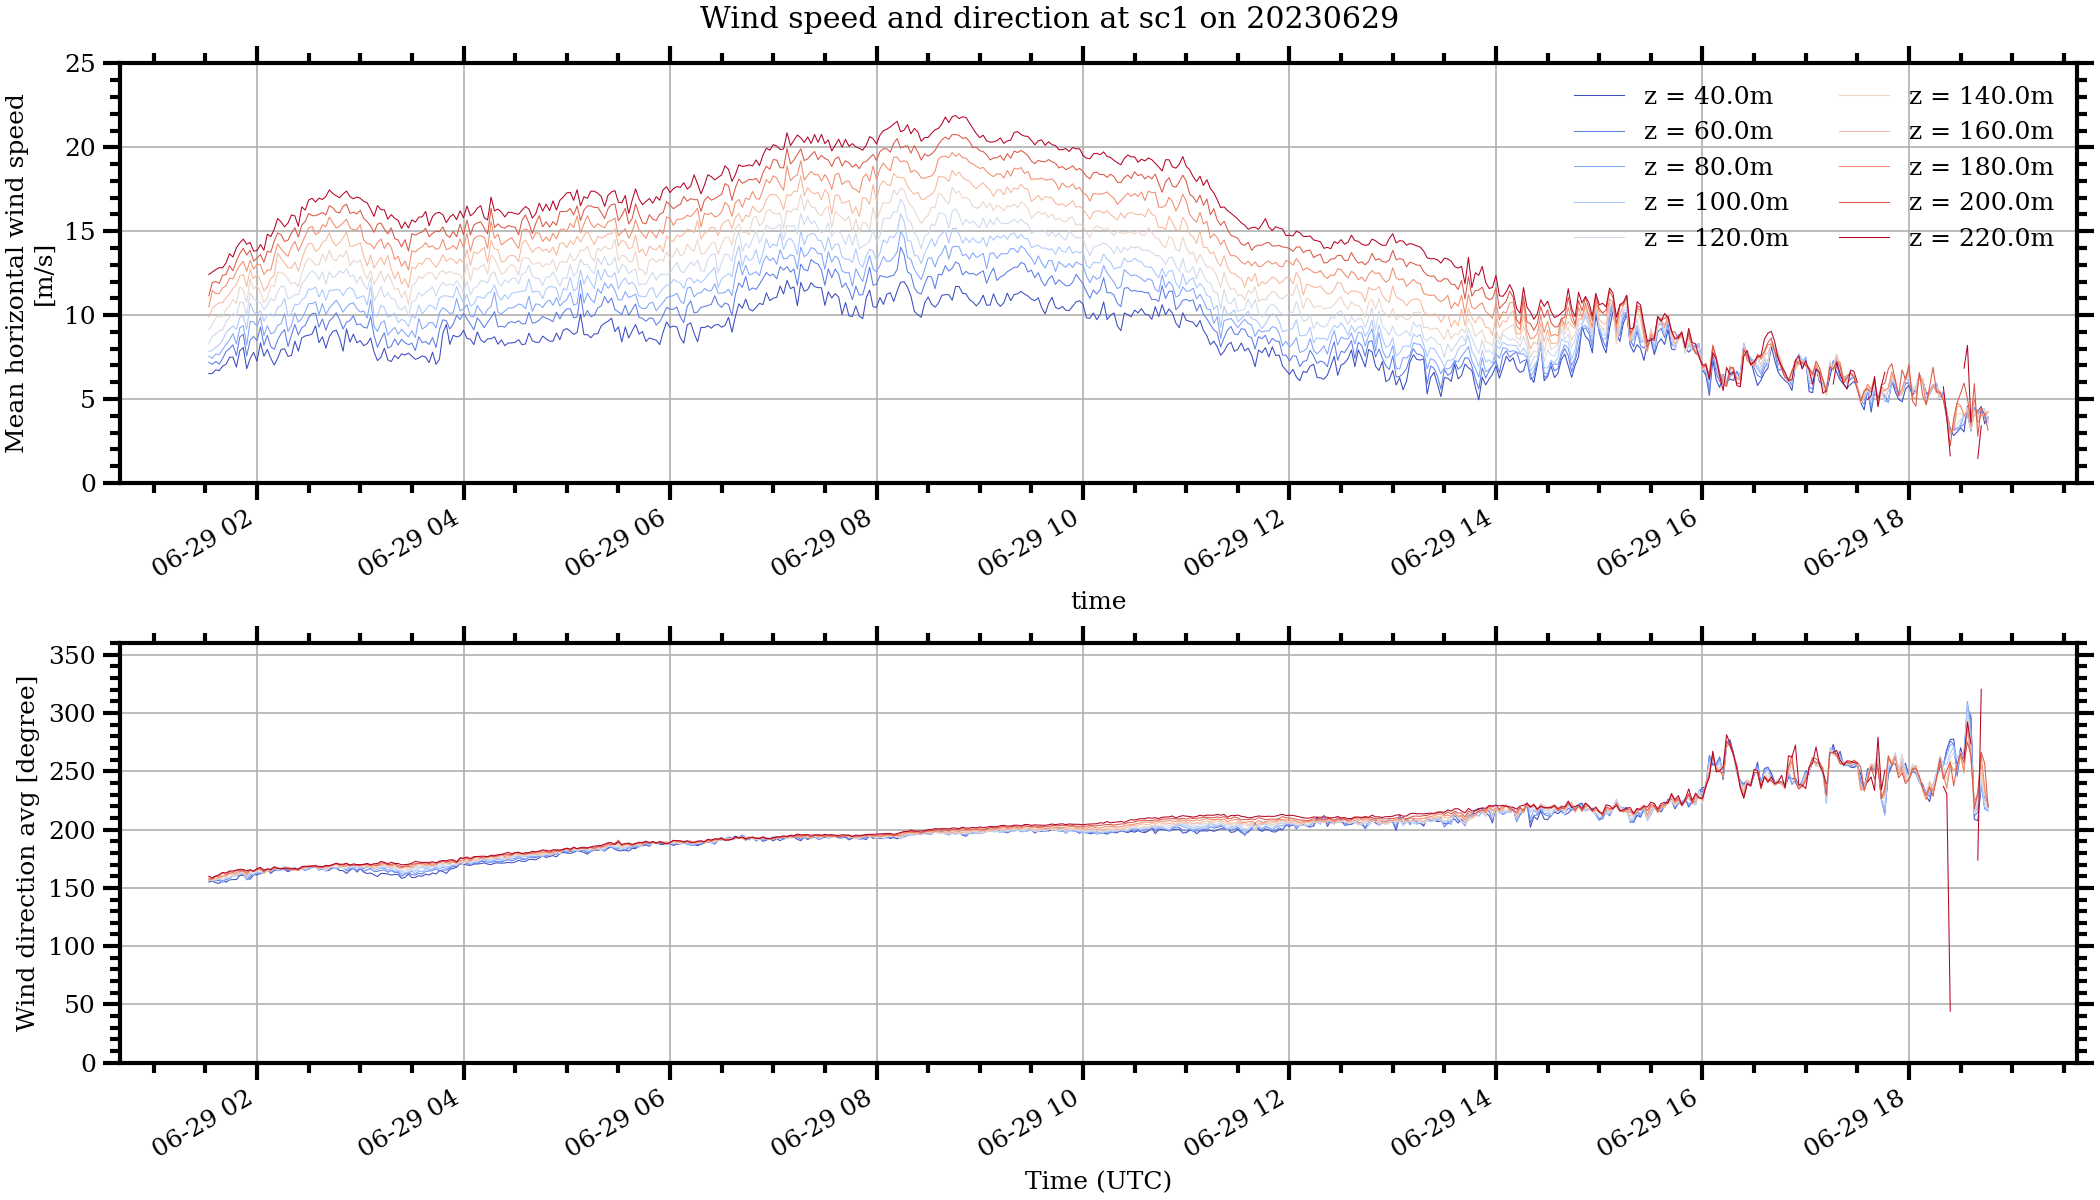 Wind speed and direction at sc1 on 20230629
Mean horizontal wind speed
[m/s]
25
20
15
10
5
0
z = 40.0m
z = 60.0m
z = 80.0m
z = 100.0m
z = 120.0m
z = 140.0m
z = 160.0m
z = 180.0m
z = 200.0m
z = 220.0m
06-29 02
06-29 04
06-29 06
06-29 08
06-29 10
06-29 12
06-29 14
06-29 16
06-29 18
time
Wind direction avg [degree]
350
300
250
200
150
100
50
0
06-29 02
06-29 04
06-29 06
06-29 08
06-29 10
06-29 12
06-29 14
06-29 16
06-29 18
Time (UTC)